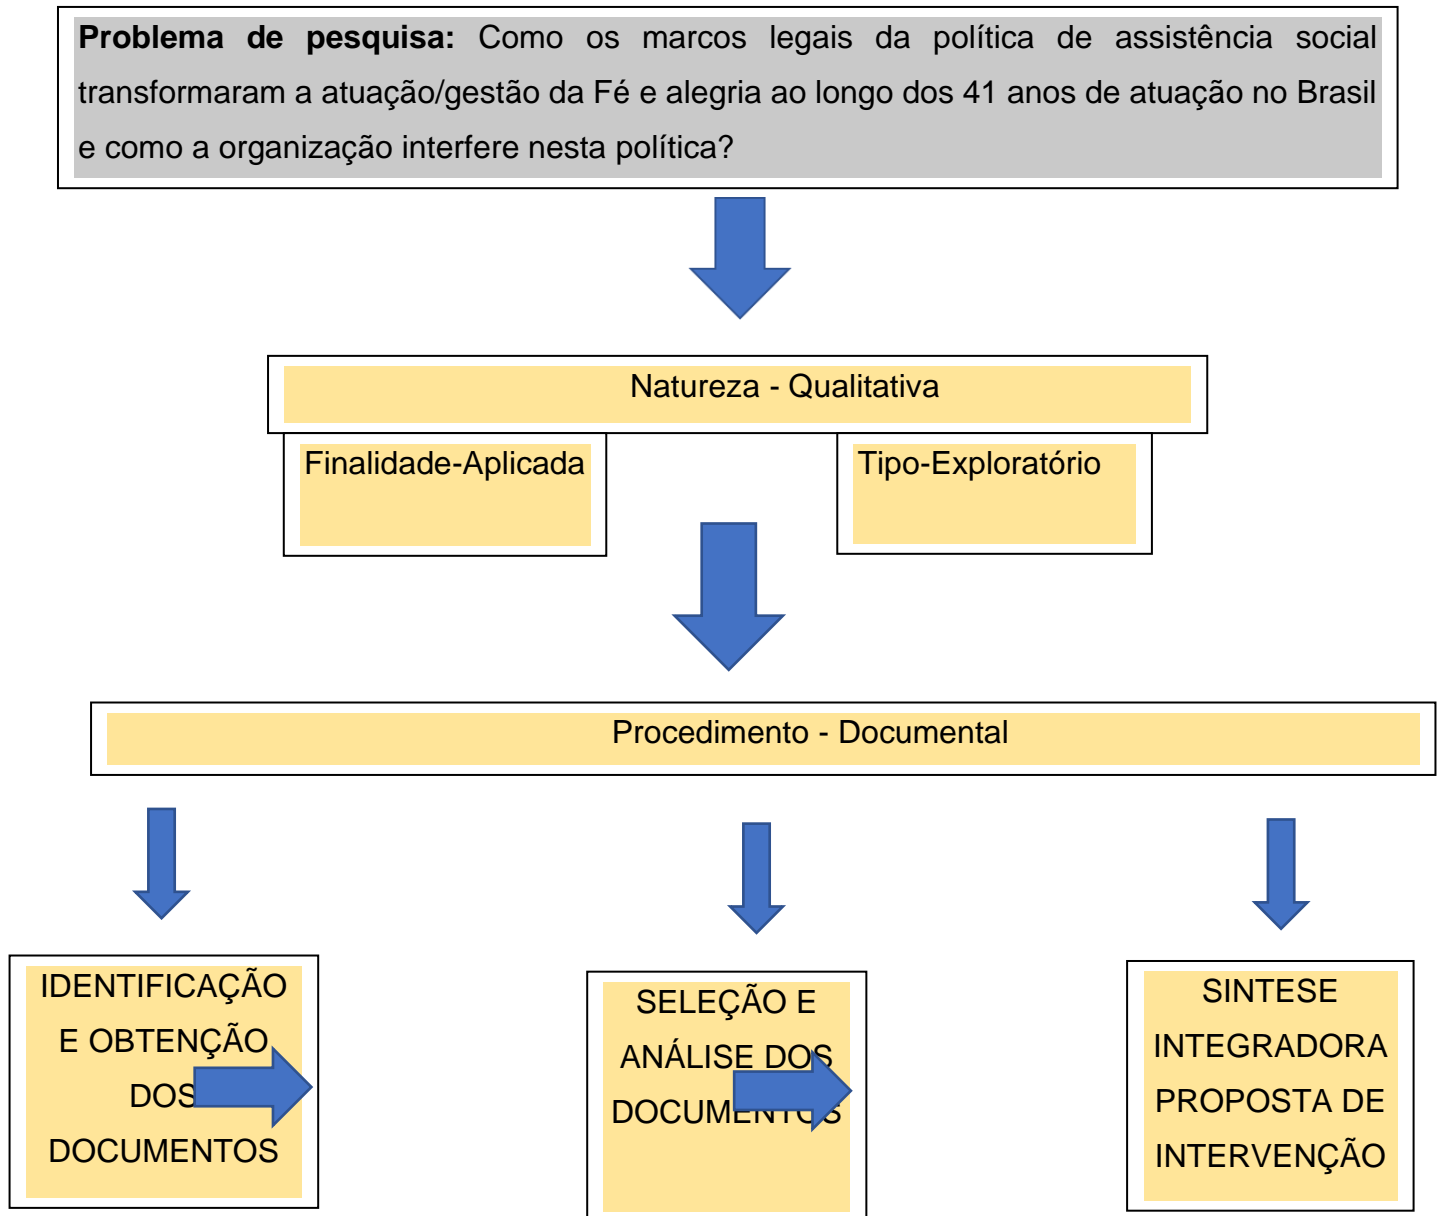 Problema de pesquisa: Como os marcos legais da política de assistência social
transformaram a atuação/gestão da Fé e alegria ao longo dos 41 anos de atuação no Brasil
e como a organização interfere nesta política?
Natureza - Qualitativa
Finalidade-Aplicada
Tipo-Exploratório
Procedimento - Documental
IDENTIFICAÇÃO
E OBTENÇÃO
DOS
DOCUMENTOS
SELEÇÃO E
ANÁLISE DOS
DOCUMENTOS
SINTESE
INTEGRADORA
PROPOSTA DE
INTERVENÇÃO